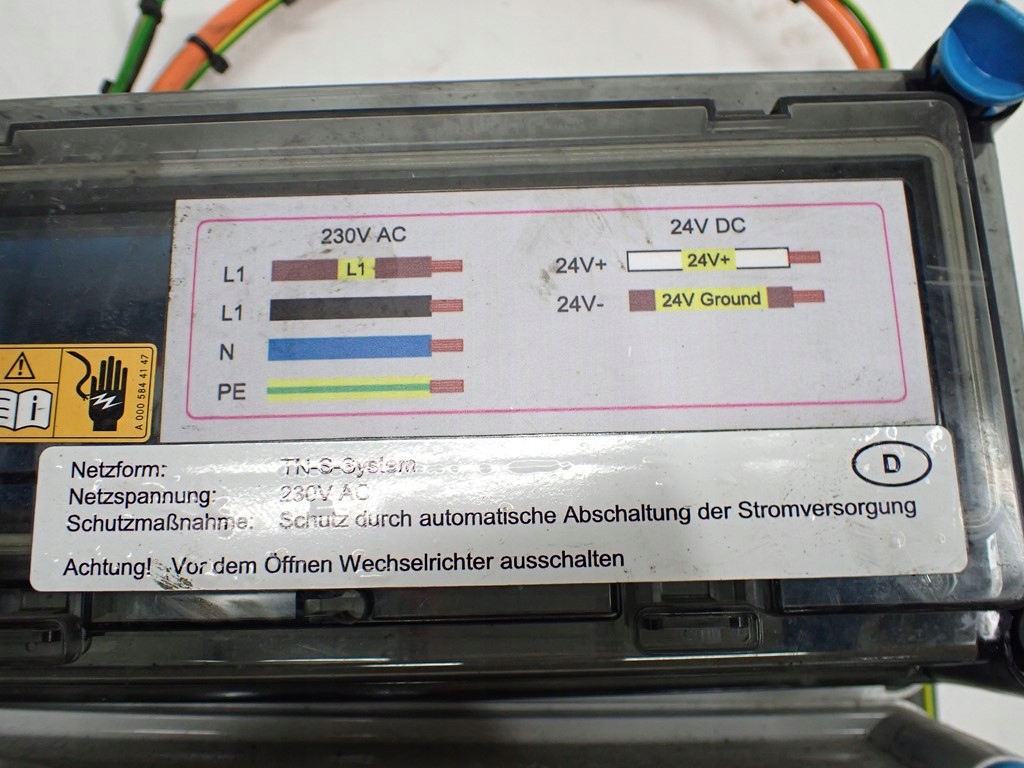 230V AC
L1 L1
L1
N
PE
24V DC
24V+ 24V+
24V- 24V Ground
A 000 584 41 47
Netzform: TN-S-System
Netzspannung: 230V AC
Schutzmaßnahme: Schutz durch automatische Abschaltung der Stromversorgung
Achtung! Vor dem Öffnen Wechselrichter ausschalten
D